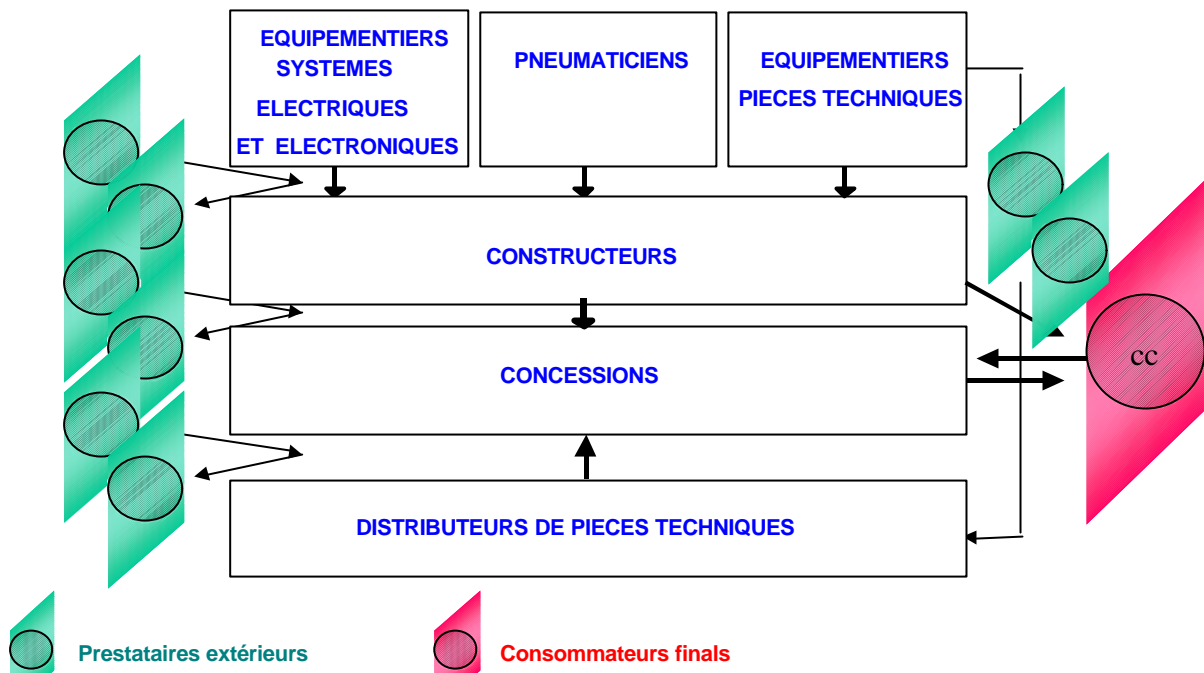 EQUIPEMENTIERS
SYSTEMES
ELECTRIQUES
ET ELECTRONIQUES
PNEUMATICIENS
EQUIPEMENTIERS
PIECES TECHNIQUES
CONSTRUCTEURS
CONCESSIONS
cc
DISTRIBUTEURS DE PIECES TECHNIQUES
Prestataires extérieurs
Consommateurs finals